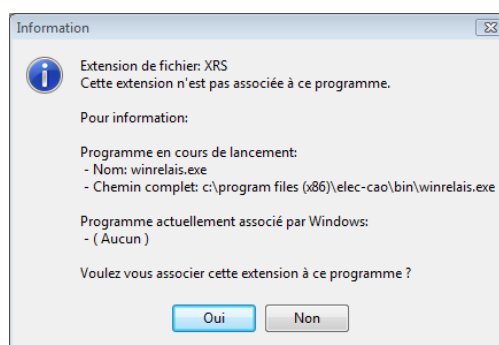 Information
Extension de fichier: XRS
Cette extension n'est pas associée à ce programme.
Pour information:
Programme en cours de lancement:
- Nom: winrelais.exe
- Chemin complet: c:\program files (x86)\elec-cao\bin\winrelais.exe
Programme actuellement associé par Windows:
- ( Aucun )
Voulez vous associer cette extension à ce programme ?
Oui
Non